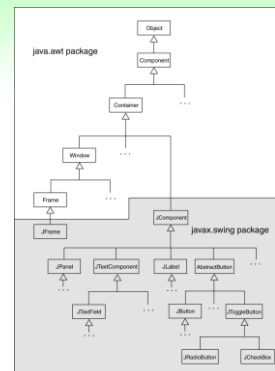 Object
java.awt package
Component
Container
. . .
Window
. . .
Frame
. . .
JComponent
JFrame
javax.swing package
JPanel JTextComponent JLabel AbstractButton
. . . . . . . . .
JTextField JButton JToggleButton
. . . . . .
JRadioButton JCheckBox